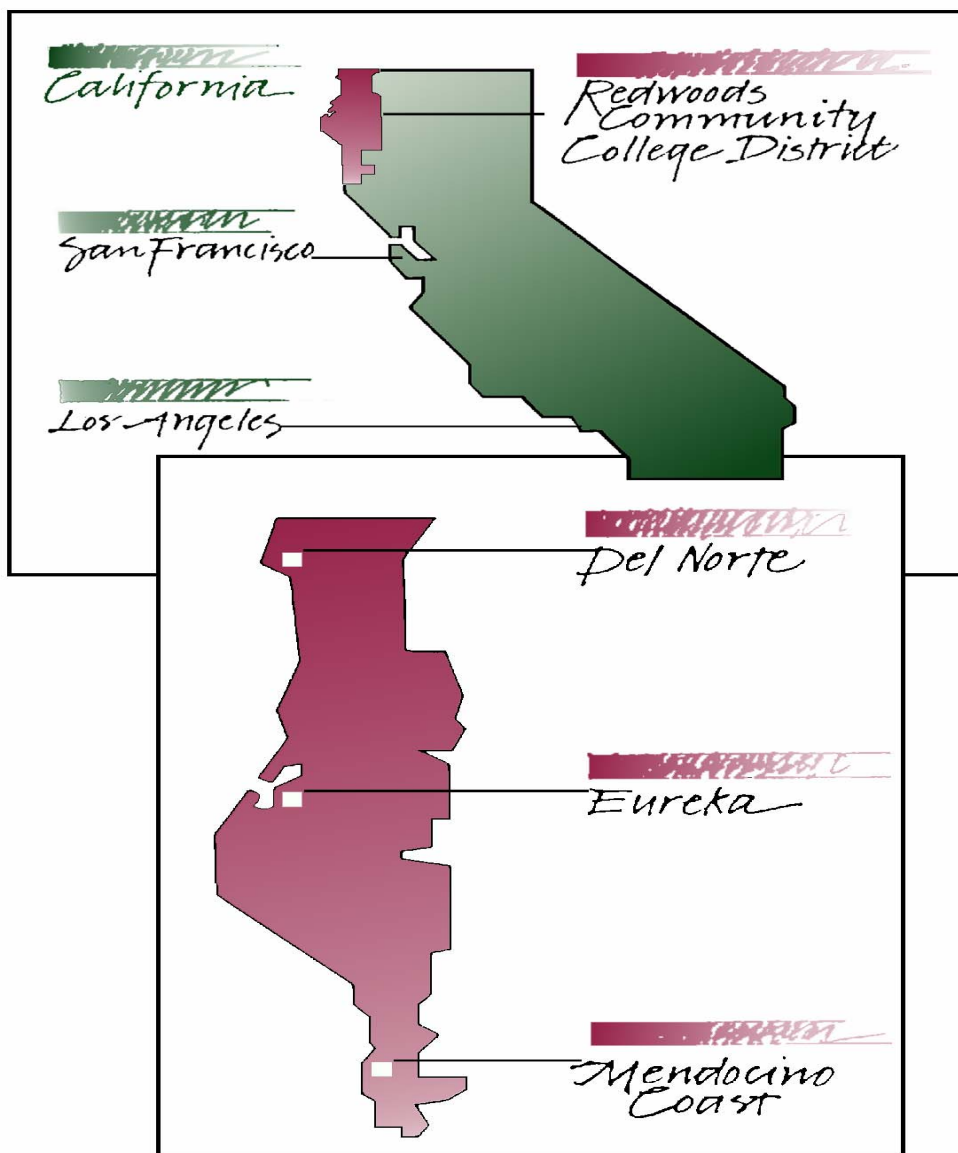 California
Redwoods
Community
College District
San Francisco
Los Angeles
Del Norte
Eureka
Mendocino
Coast